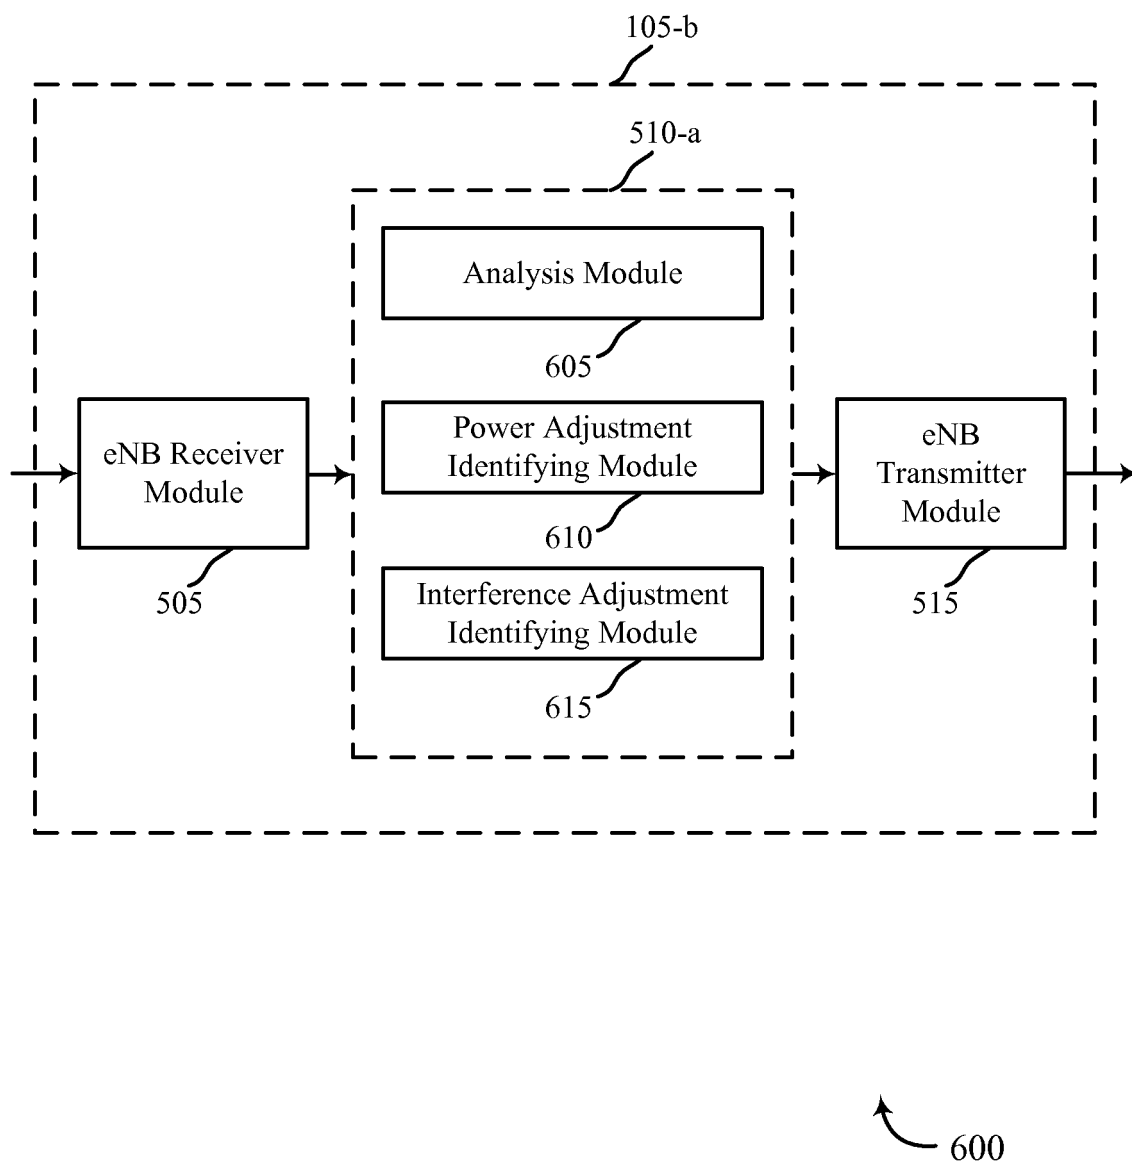 105-b
510-a
Analysis Module
605
Power Adjustment
Identifying Module
610
Interference Adjustment
Identifying Module
615
eNB Receiver
Module
505
eNB
Transmitter
Module
515
600